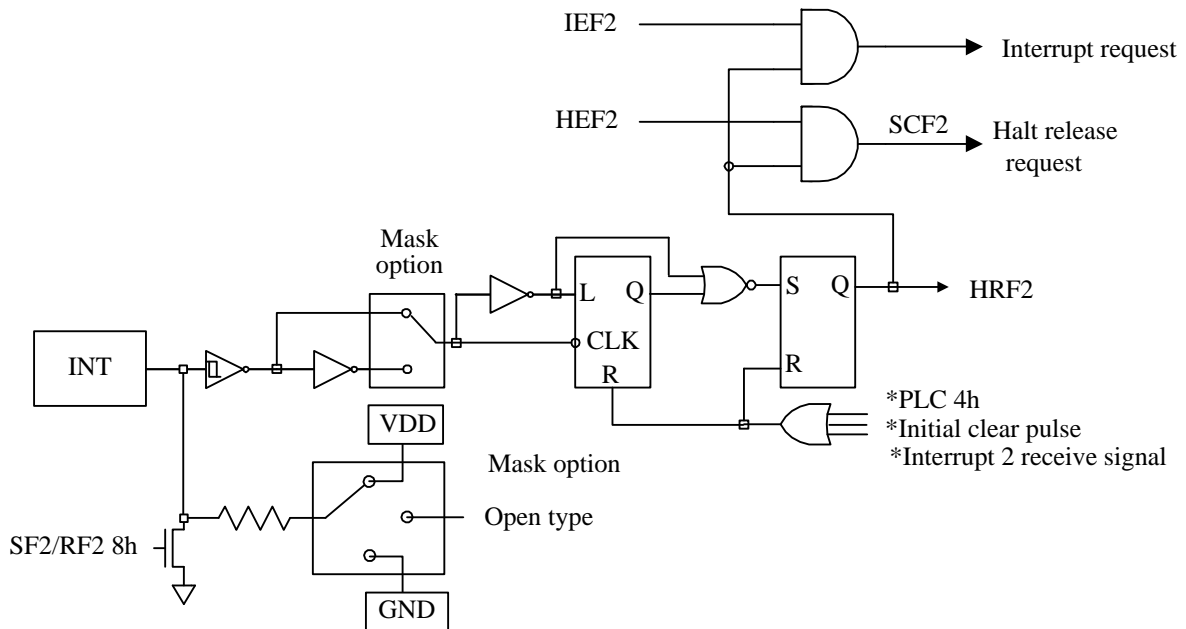 IEF2
Interrupt request
HEF2
SCF2
Halt release
request
Mask
option
L
Q
S
Q
HRF2
INT
CLK
R
R
*PLC 4h
*Initial clear pulse
*Interrupt 2 receive signal
VDD
Mask option
Open type
SF2/RF2 8h
GND